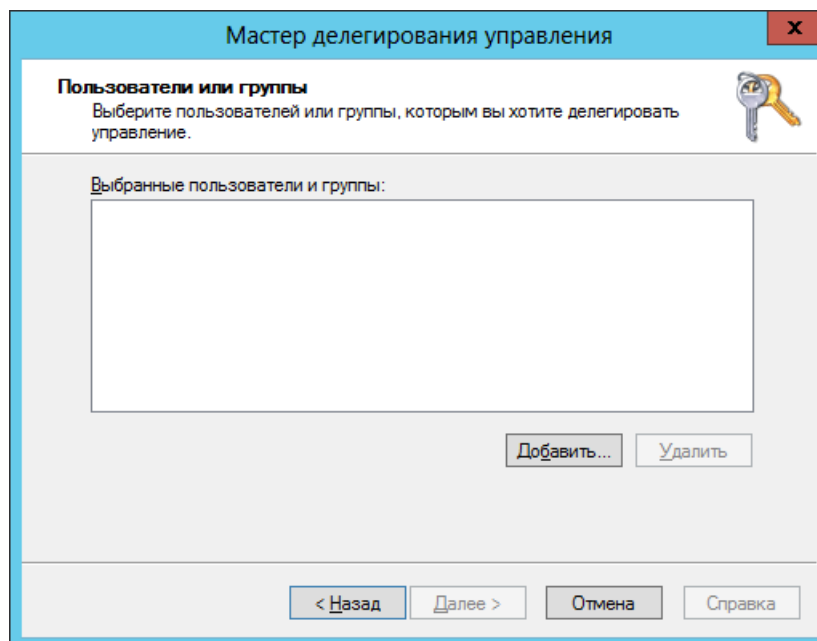 Мастер делегирования управления
x
Пользователи или группы
Выберите пользователей или группы, которым вы хотите делегировать
управление.
Выбранные пользователи и группы:
Добавить...
Удалить
< Назад
Далее >
Отмена
Справка